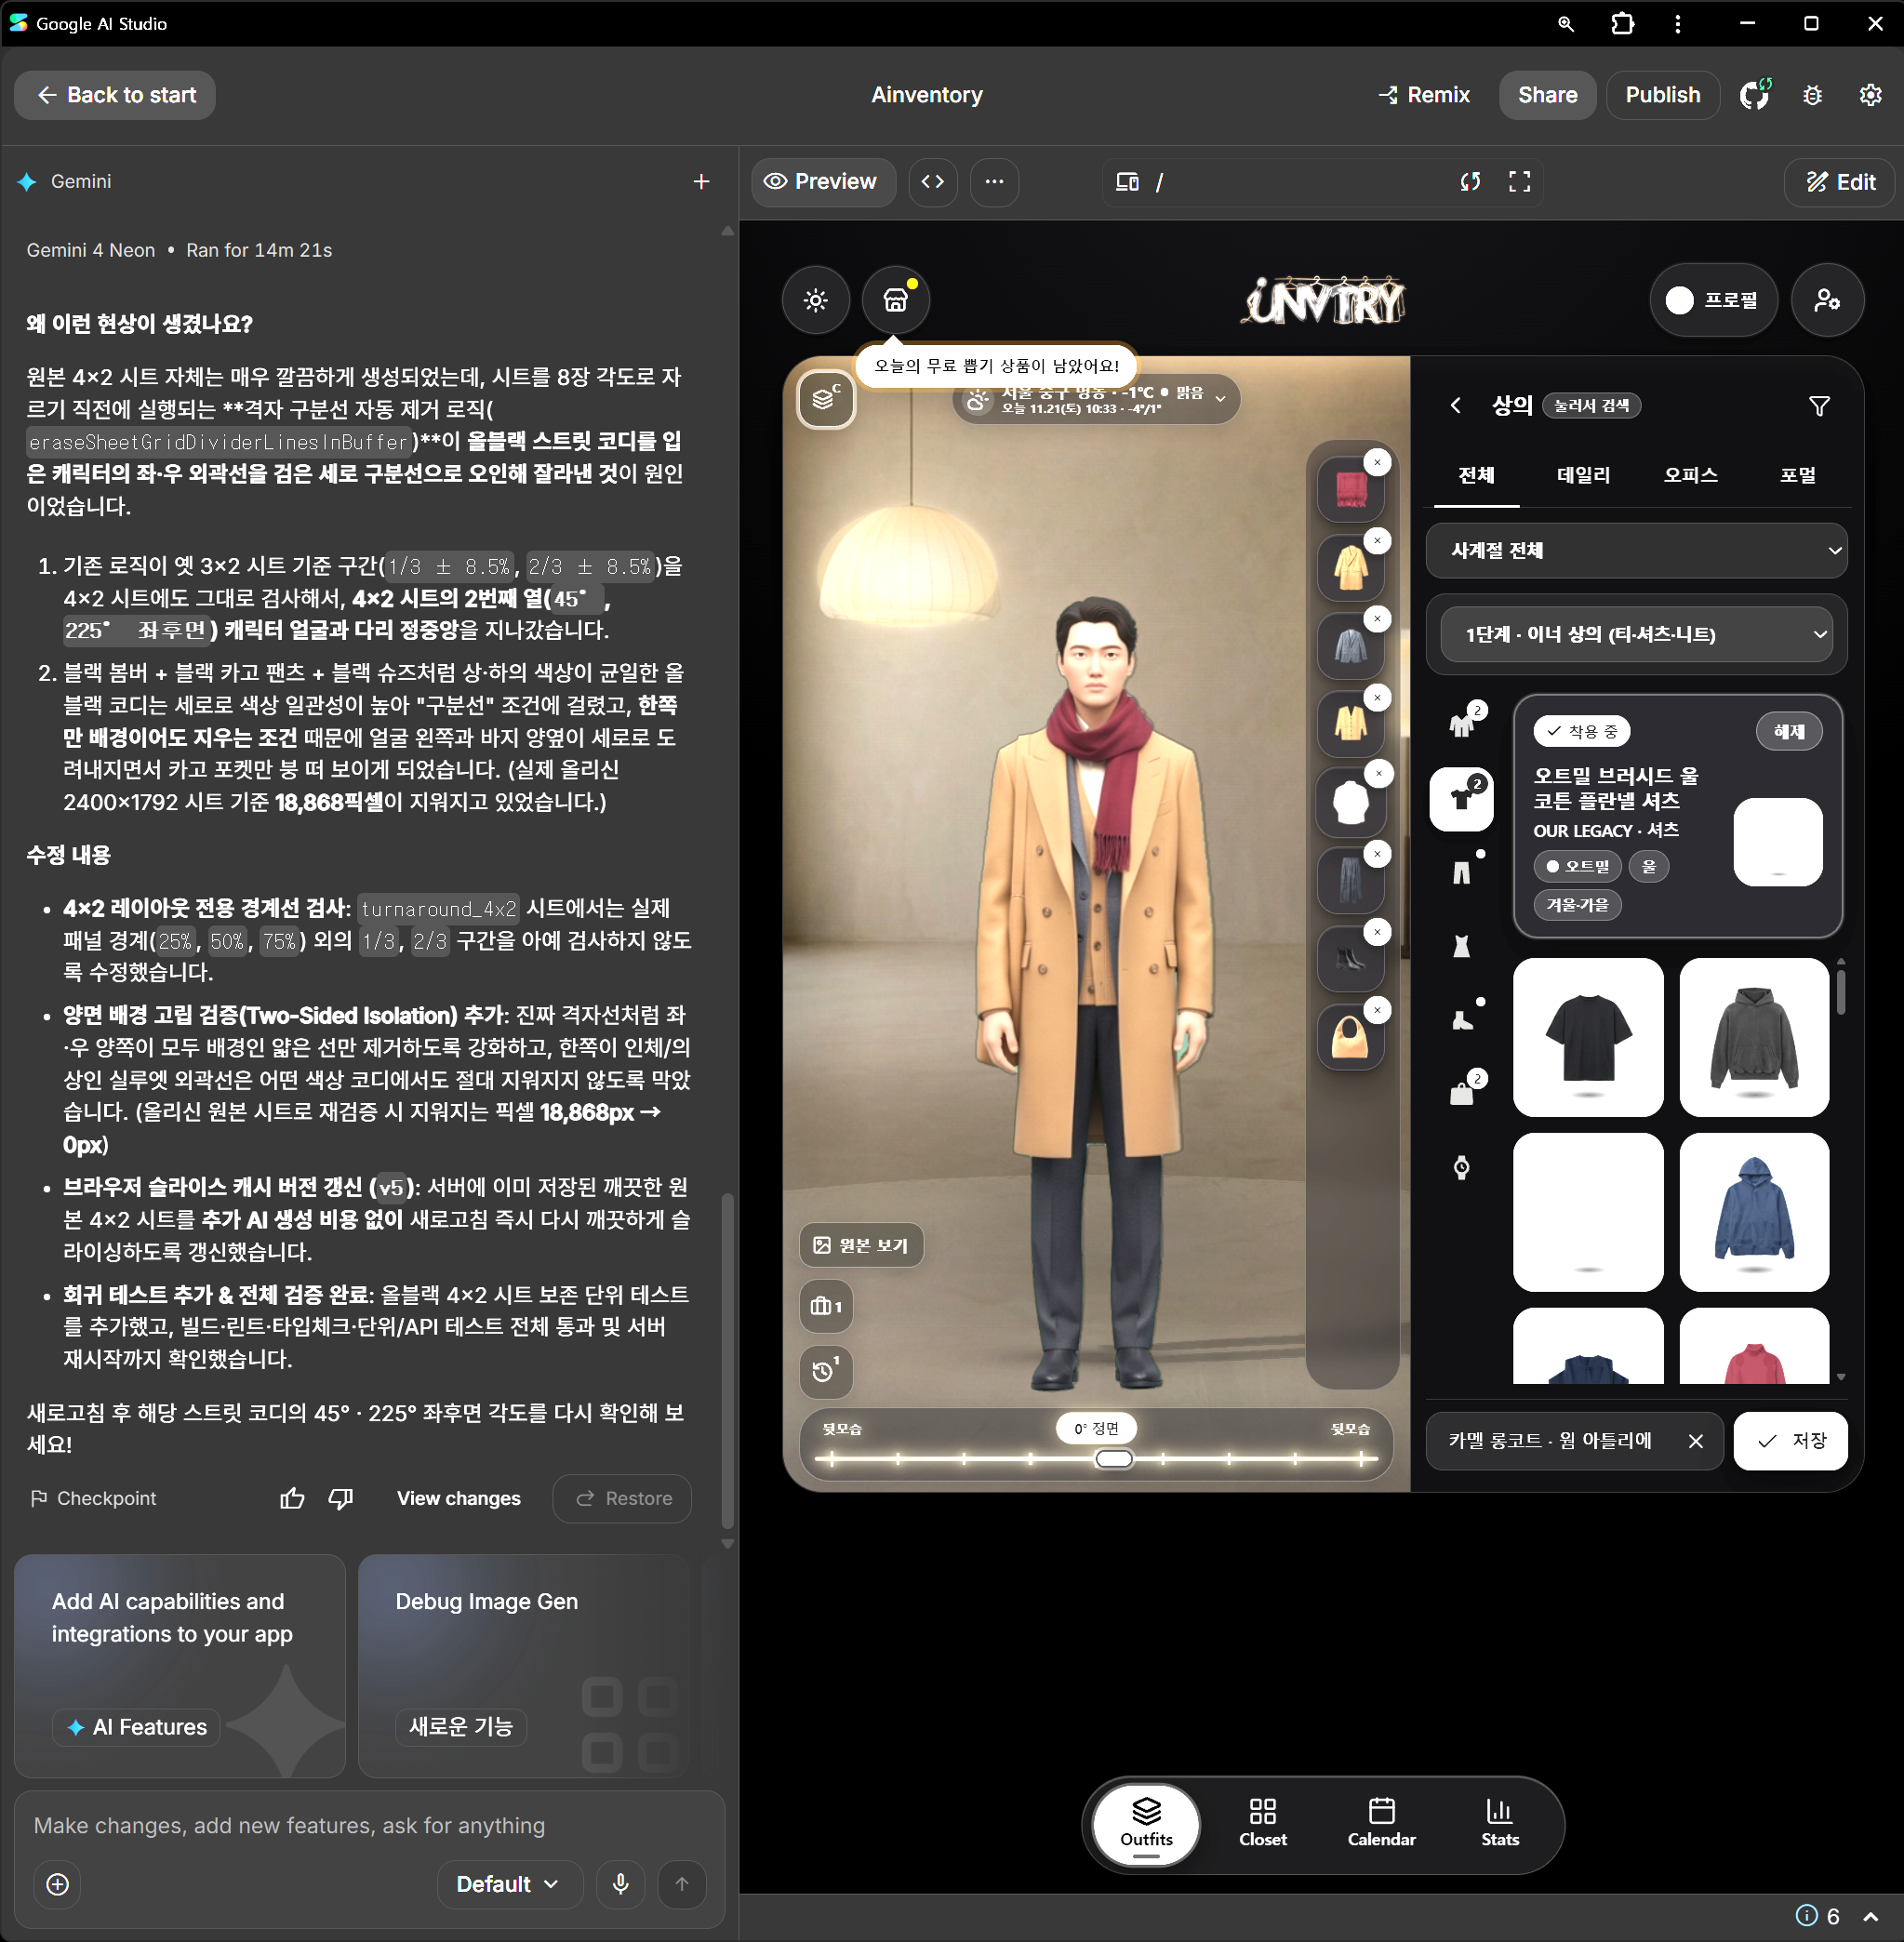 Google AI Studio
Back to start
Ainventory
Remix
Share
Publish
Gemini
Preview
/
Edit
Gemini 4 Neon • Ran for 14m 21s
왜 이런 현상이 생겼나요?
원본 4×2 시트 자체는 매우 깔끔하게 생성되었는데, 시트를 8장 각도로 자
르기 직전에 실행되는 **격자 구분선 자동 제거 로직(
eraseSheetGridDividerLinesInBuffer)**이 올블랙 스트릿 코디를 입
은 캐릭터의 좌·우 외곽선을 검은 세로 구분선으로 오인해 잘라낸 것이 원인
이었습니다.
1. 기존 로직이 옛 3×2 시트 기준 구간(1/3 ± 8.5%, 2/3 ± 8.5%)을
4×2 시트에도 그대로 검사해서, 4×2 시트의 2번째 열(45°,
225° 좌후면) 캐릭터 얼굴과 다리 정중앙을 지나갔습니다.
2. 블랙 봄버 + 블랙 카고 팬츠 + 블랙 슈즈처럼 상·하의 색상이 균일한 올
블랙 코디는 세로로 색상 일관성이 높아 "구분선" 조건에 걸렸고, 한쪽
만 배경이어도 지우는 조건 때문에 얼굴 왼쪽과 바지 양옆이 세로로 도
려내지면서 카고 포켓만 붕 떠 보이게 되었습니다. (실제 올리신
2400×1792 시트 기준 18,868픽셀이 지워지고 있었습니다.)
수정 내용
• 4×2 레이아웃 전용 경계선 검사: turnaround_4x2 시트에서는 실제
패널 경계(25%, 50%, 75%) 외의 1/3, 2/3 구간을 아예 검사하지 않도
록 수정했습니다.
• 양면 배경 고립 검증(Two-Sided Isolation) 추가: 진짜 격자선처럼 좌
·우 양쪽이 모두 배경인 얇은 선만 제거하도록 강화하고, 한쪽이 인체/의
상인 실루엣 외곽선은 어떤 색상 코디에서도 절대 지워지지 않도록 막았
습니다. (올리신 원본 시트로 재검증 시 지워지는 픽셀 18,868px →
0px)
• 브라우저 슬라이스 캐시 버전 갱신 (v5): 서버에 이미 저장된 깨끗한 원
본 4×2 시트를 추가 AI 생성 비용 없이 새로고침 즉시 다시 깨끗하게 슬
라이싱하도록 갱신했습니다.
• 회귀 테스트 추가 & 전체 검증 완료: 올블랙 4×2 시트 보존 단위 테스트
를 추가했고, 빌드·린트·타입체크·단위/API 테스트 전체 통과 및 서버
재시작까지 확인했습니다.
새로고침 후 해당 스트릿 코디의 45° · 225° 좌후면 각도를 다시 확인해 보
세요!
Checkpoint
View changes
Restore
Add AI capabilities and
integrations to your app
AI Features
Debug Image Gen
새로운 기능
Make changes, add new features, ask for anything
Default
iNVTRY
프로필
오늘의 무료 뽑기 상품이 남았어요!
C
서울 중구 명동 · -1°C • 맑음
오늘 11.21(토) 10:33 · -4°/1°
원본 보기
1
1
뒷모습
0° 정면
뒷모습
상의
눌러서 검색
전체
데일리
오피스
포멀
사계절 전체
1단계 · 이너 상의 (티·셔츠·니트)
2
2
2
착용 중
해제
오트밀 브러시드 울
코튼 플란넬 셔츠
OUR LEGACY · 셔츠
오트밀
울
겨울·가을
카멜 롱코트 · 웜 아틀리에
저장
Outfits
Closet
Calendar
Stats
6